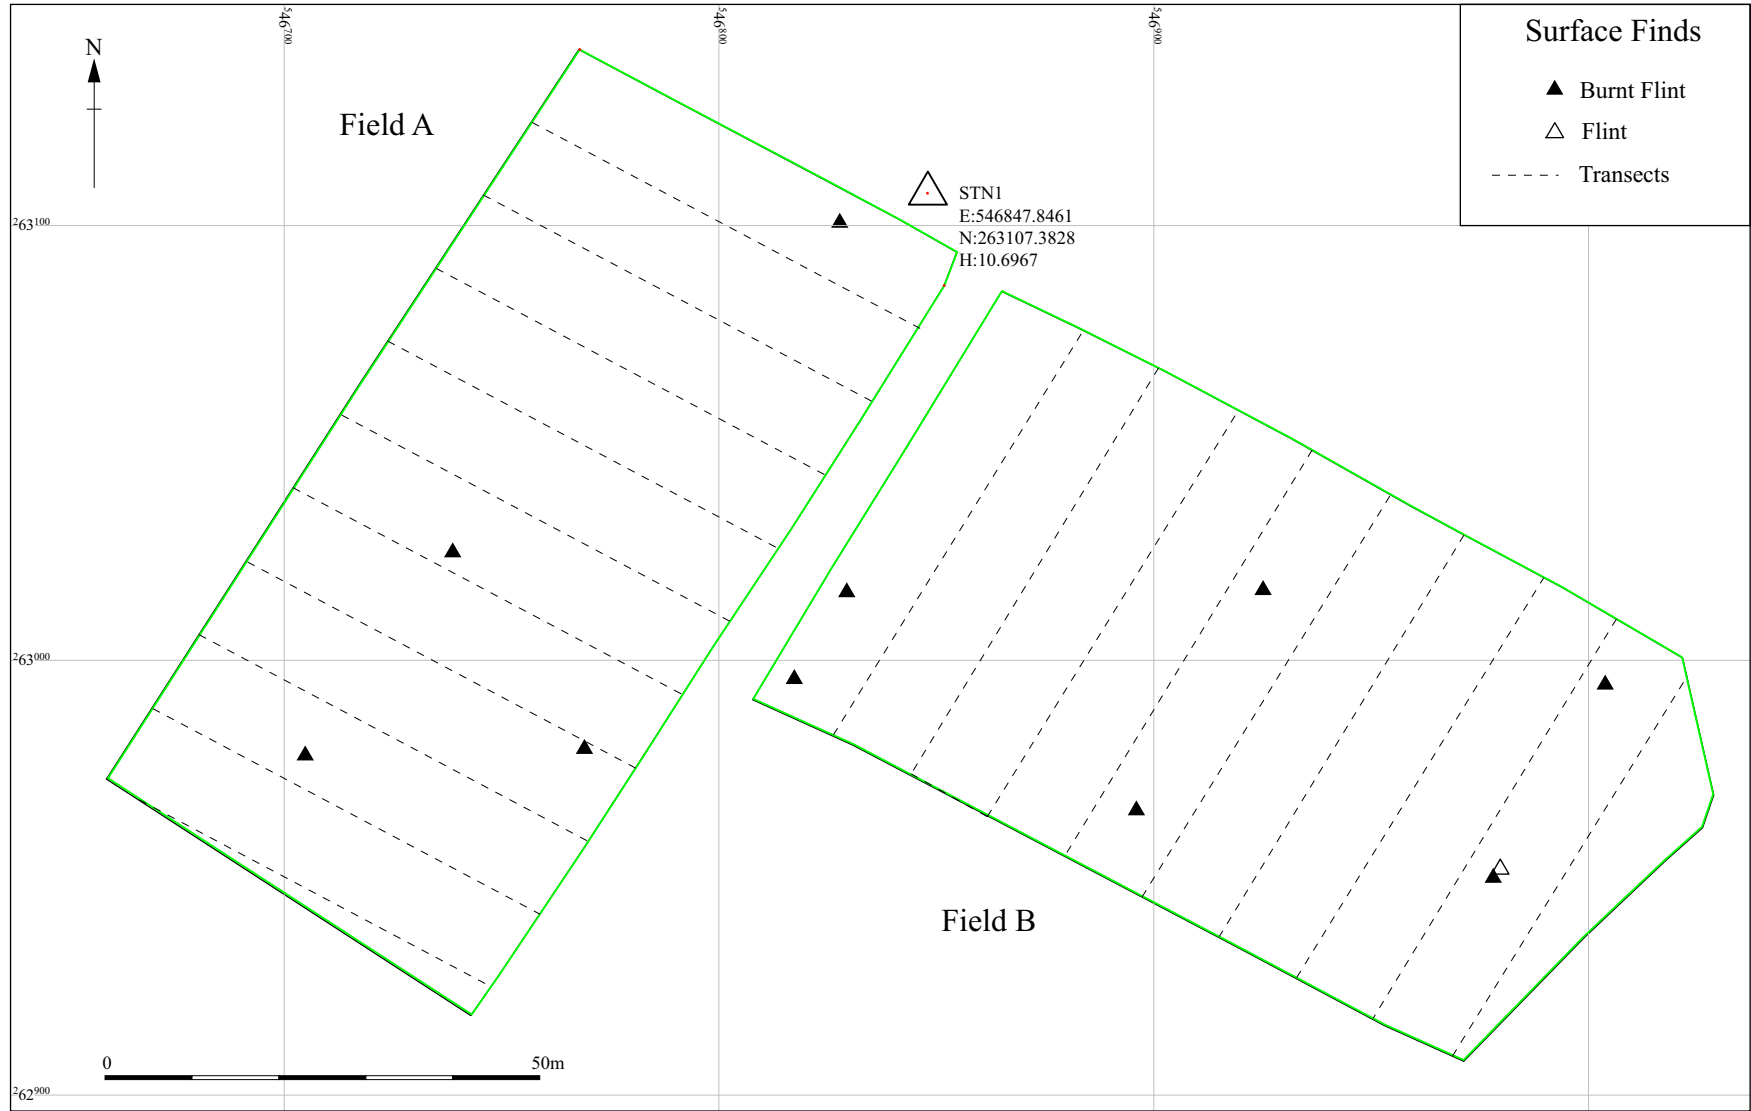 546700
546800
546900
Surface Finds
N
Burnt Flint
Field A
Flint
Transects
STN1
E:546847.8461
263100
N:263107.3828
H:10.6967
263000
Field B
0
50m
262900